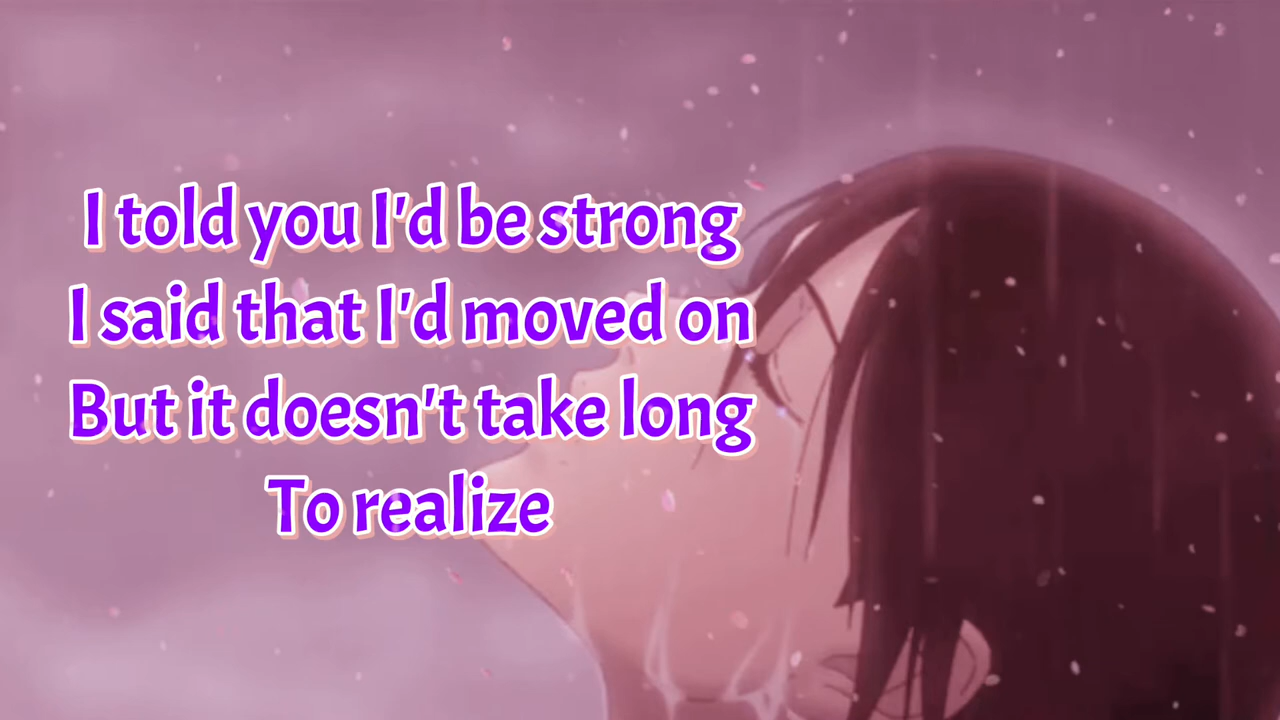 I told you I'd be strong
I said that I'd moved on
But it doesn't take long
To realize